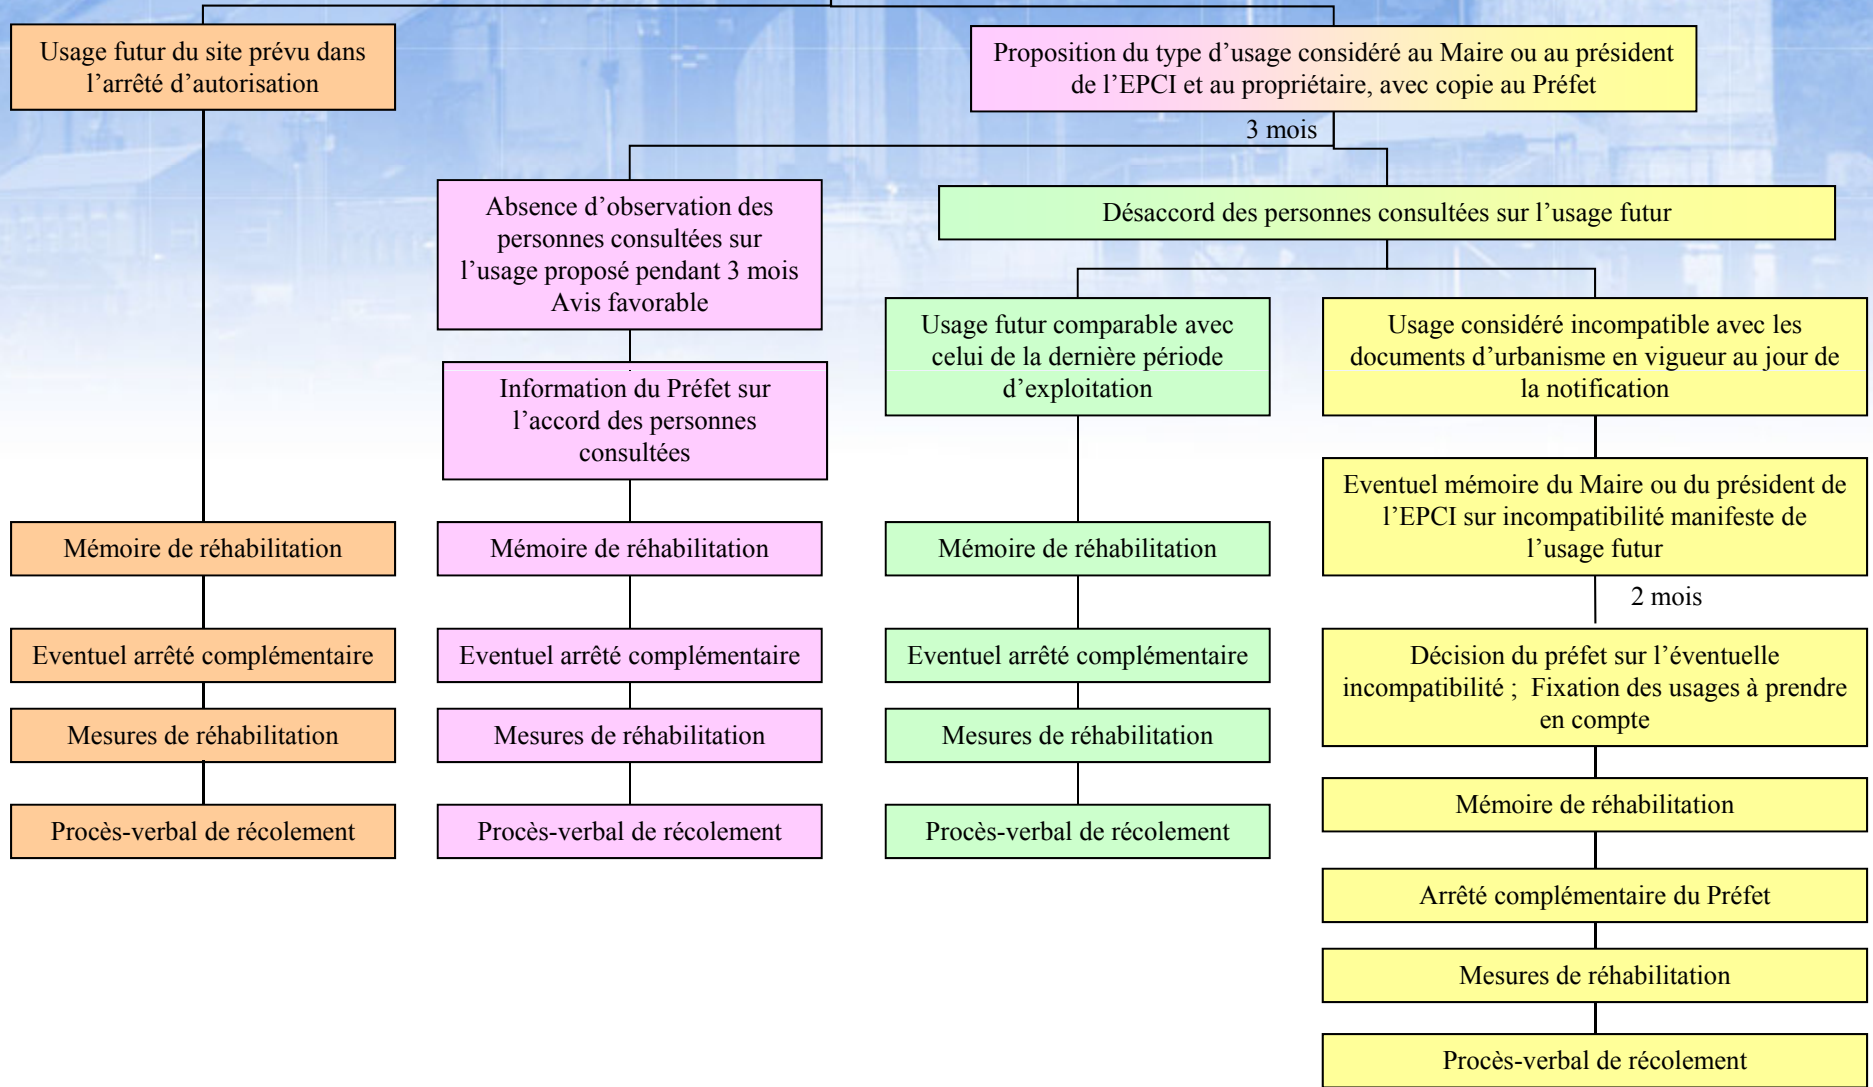 Usage futur du site prévu dans
l’arrêté d’autorisation
Proposition du type d’usage considéré au Maire ou au président
de l’EPCI et au propriétaire, avec copie au Préfet
3 mois
Absence d’observation des
personnes consultées sur
l’usage proposé pendant 3 mois
Avis favorable
Désaccord des personnes consultées sur l’usage futur
Usage futur comparable avec
celui de la dernière période
d’exploitation
Usage considéré incompatible avec les
documents d’urbanisme en vigueur au jour de
la notification
Information du Préfet sur
l’accord des personnes
consultées
Eventuel mémoire du Maire ou du président de
l’EPCI sur incompatibilité manifeste de
l’usage futur
Mémoire de réhabilitation
Mémoire de réhabilitation
Mémoire de réhabilitation
2 mois
Eventuel arrêté complémentaire
Eventuel arrêté complémentaire
Eventuel arrêté complémentaire
Décision du préfet sur l’éventuelle
incompatibilité ; Fixation des usages à prendre
en compte
Mesures de réhabilitation
Mesures de réhabilitation
Mesures de réhabilitation
Mémoire de réhabilitation
Procès-verbal de récolement
Procès-verbal de récolement
Procès-verbal de récolement
Arrêté complémentaire du Préfet
Mesures de réhabilitation
Procès-verbal de récolement